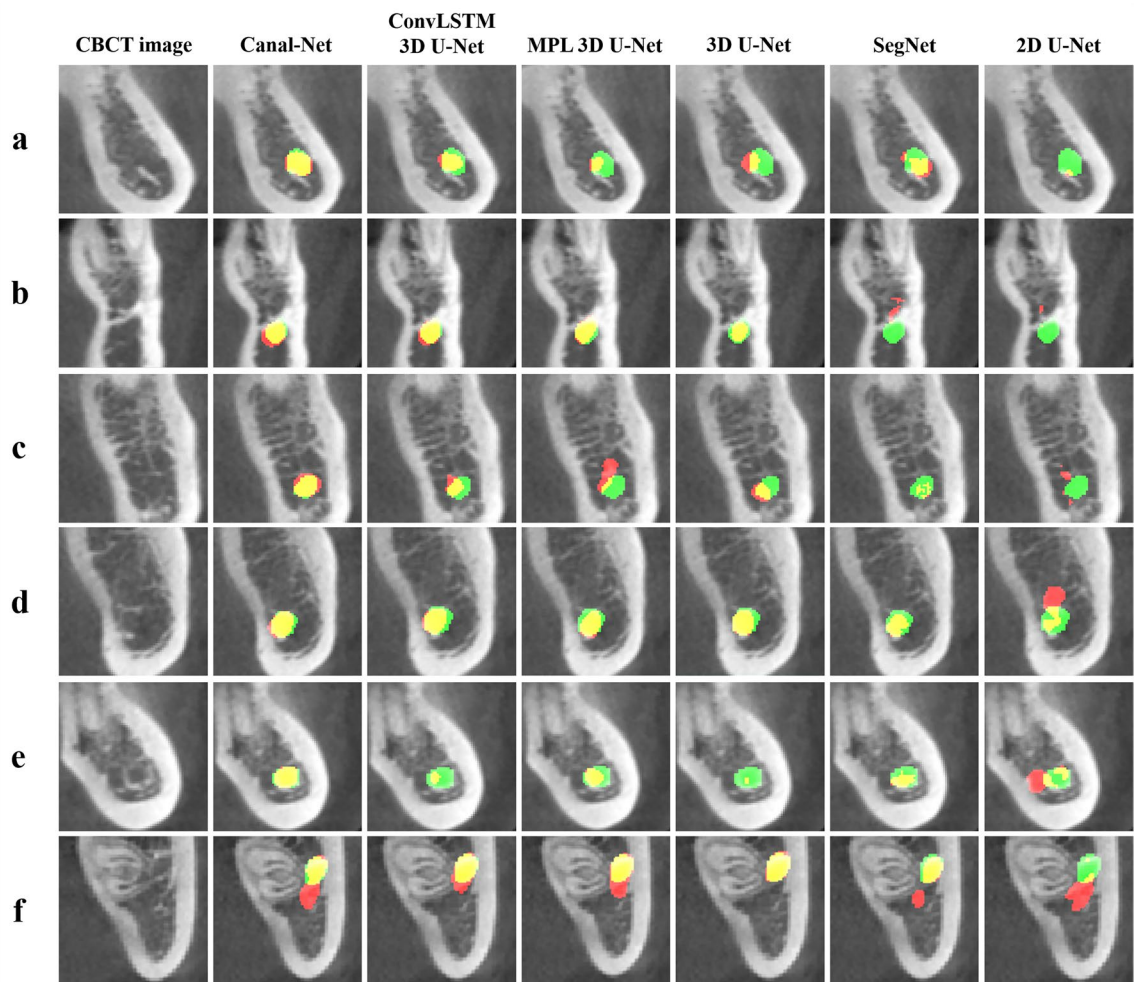 CBCT image
Canal-Net
ConvLSTM
3D U-Net
MPL 3D U-Net
3D U-Net
SegNet
2D U-Net
a
b
c
d
e
f